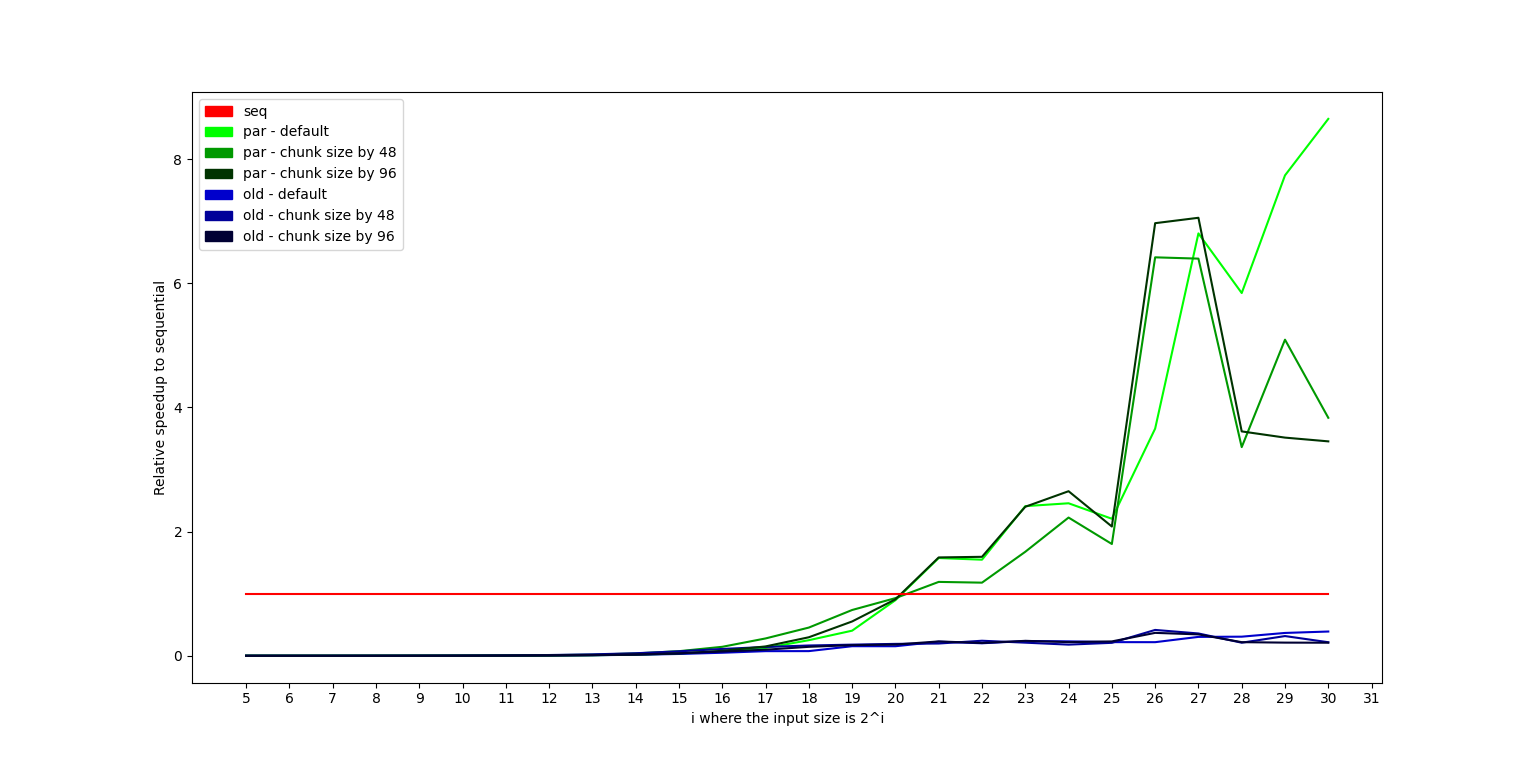 seq
par - default
par - chunk size by 48
par - chunk size by 96
old - default
old - chunk size by 48
old - chunk size by 96
Relative speedup to sequential
8
6
4
2
0
5 6 7 8 9 10 11 12 13 14 15 16 17 18 19 20 21 22 23 24 25 26 27 28 29 30 31
i where the input size is 2^i